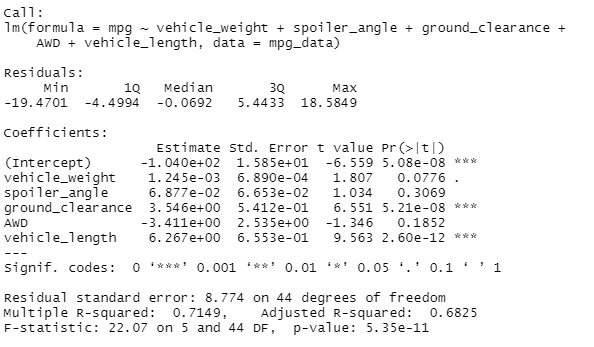 Call:
lm(formula = mpg ~ vehicle_weight + spoiler_angle + ground_clearance +
    AWD + vehicle_length, data = mpg_data)

Residuals:
     Min       1Q   Median       3Q      Max
-19.4701  -4.4994  -0.0692   5.4433  18.5849

Coefficients:
                   Estimate Std. Error t value Pr(>|t|)
(Intercept)      -1.040e+02  1.585e+01  -6.559 5.08e-08 ***
vehicle_weight    1.245e-03  6.890e-04   1.807   0.0776 .
spoiler_angle     6.877e-02  6.653e-02   1.034   0.3069
ground_clearance  3.546e+00  5.412e-01   6.551 5.21e-08 ***
AWD              -3.411e+00  2.535e+00  -1.346   0.1852
vehicle_length    6.267e+00  6.553e-01   9.563 2.60e-12 ***
---
Signif. codes:  0 ‘***’ 0.001 ‘**’ 0.01 ‘*’ 0.05 ‘.’ 0.1 ‘ ’ 1

Residual standard error: 8.774 on 44 degrees of freedom
Multiple R-squared:  0.7149,    Adjusted R-squared:  0.6825
F-statistic: 22.07 on 5 and 44 DF,  p-value: 5.35e-11